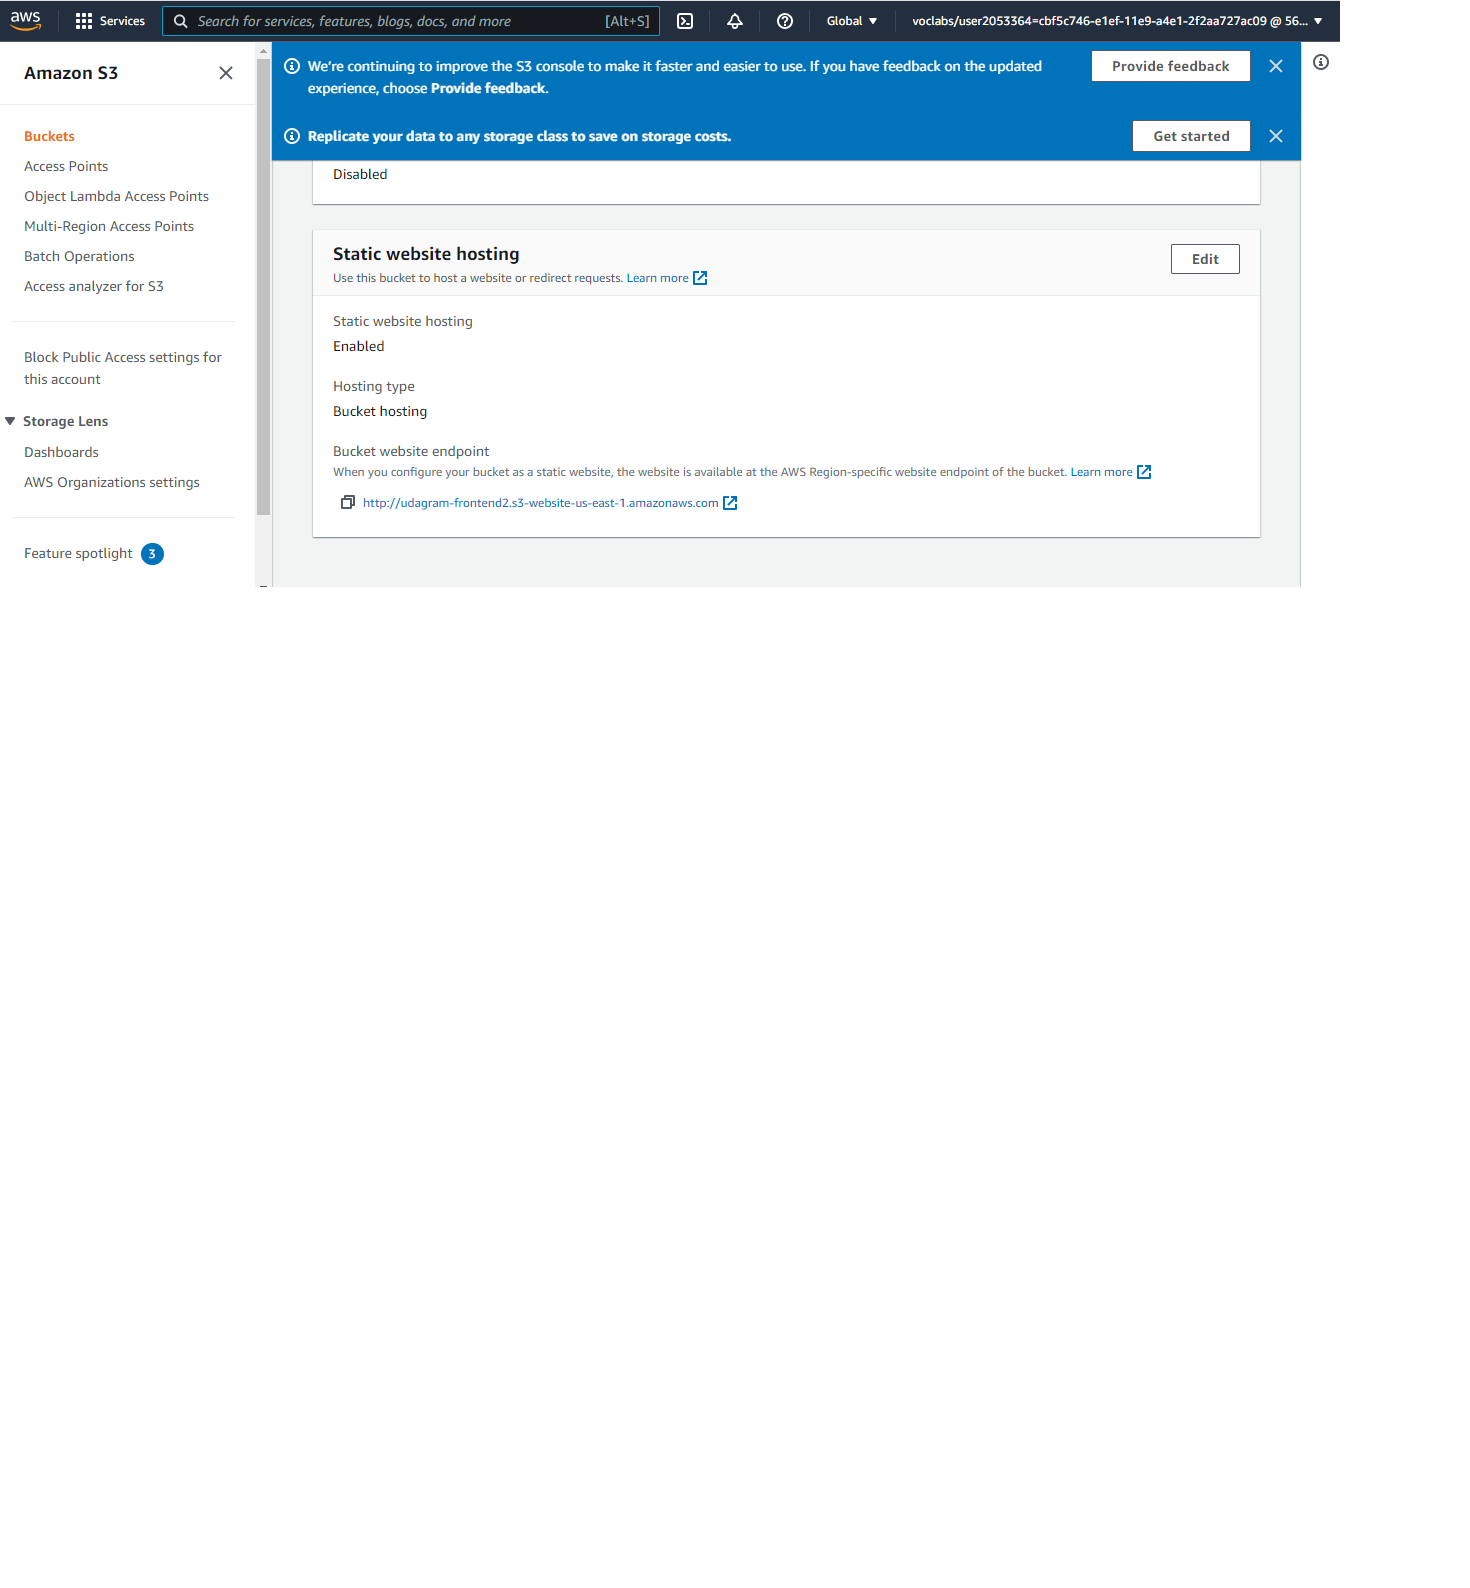 aws
Services
Search for services, features, blogs, docs, and more
[Alt+S]
Global
voclabs/user2053364=cbf5c746-e1ef-11e9-a4e1-2f2aa727ac09 @ 56...
Amazon S3
Buckets
Access Points
Object Lambda Access Points
Multi-Region Access Points
Batch Operations
Access analyzer for S3
Block Public Access settings for
this account
Storage Lens
Dashboards
AWS Organizations settings
Feature spotlight 3
We're continuing to improve the S3 console to make it faster and easier to use. If you have feedback on the updated
experience, choose Provide feedback.
Provide feedback
Replicate your data to any storage class to save on storage costs.
Get started
Disabled
Static website hosting
Use this bucket to host a website or redirect requests. Learn more
Edit
Static website hosting
Enabled
Hosting type
Bucket hosting
Bucket website endpoint
When you configure your bucket as a static website, the website is available at the AWS Region-specific website endpoint of the bucket. Learn more
http://udagram-frontend2.s3-website-us-east-1.amazonaws.com